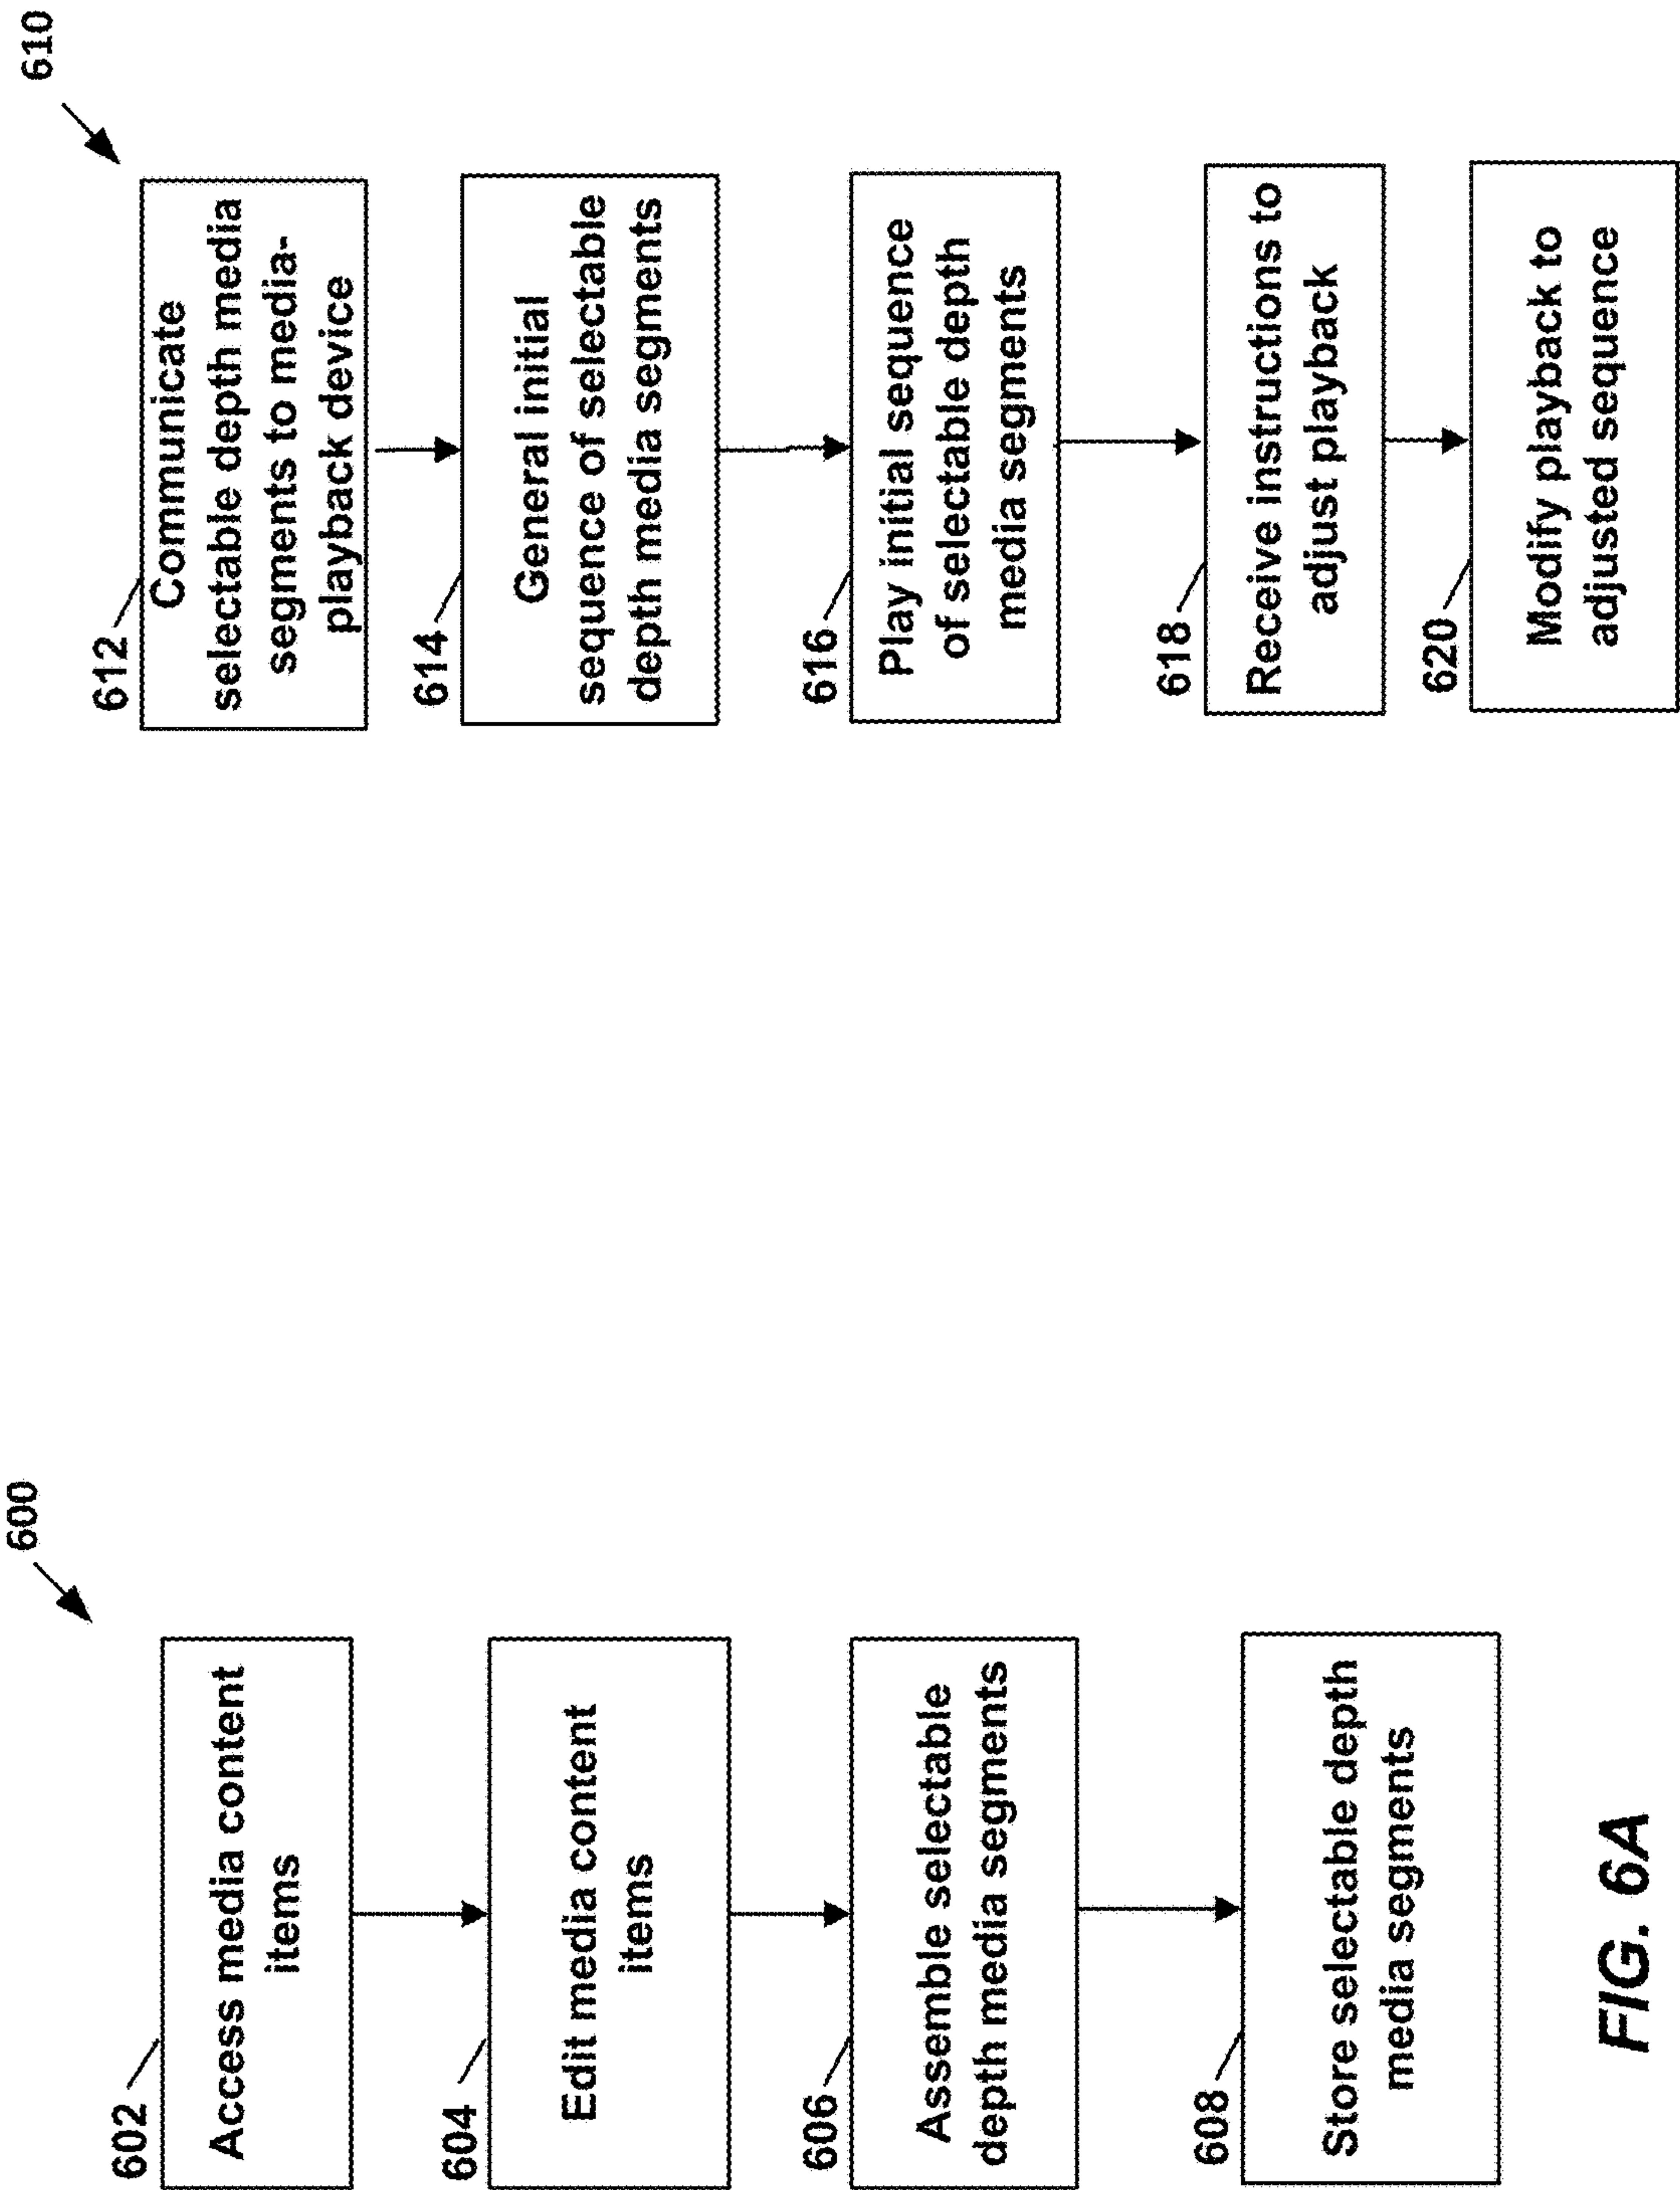 600
602
Access media content
items
604
Edit media content
items
606
Assemble selectable
depth media segments
608
Store selectable depth
media segments
FIG. 6A
610
612
Communicate
selectable depth media
segments to media-
playback device
614
General initial
sequence of selectable
depth media segments
616
Play initial sequence
of selectable depth
media segments
618
Receive instructions to
adjust playback
620
Modify playback to
adjusted sequence